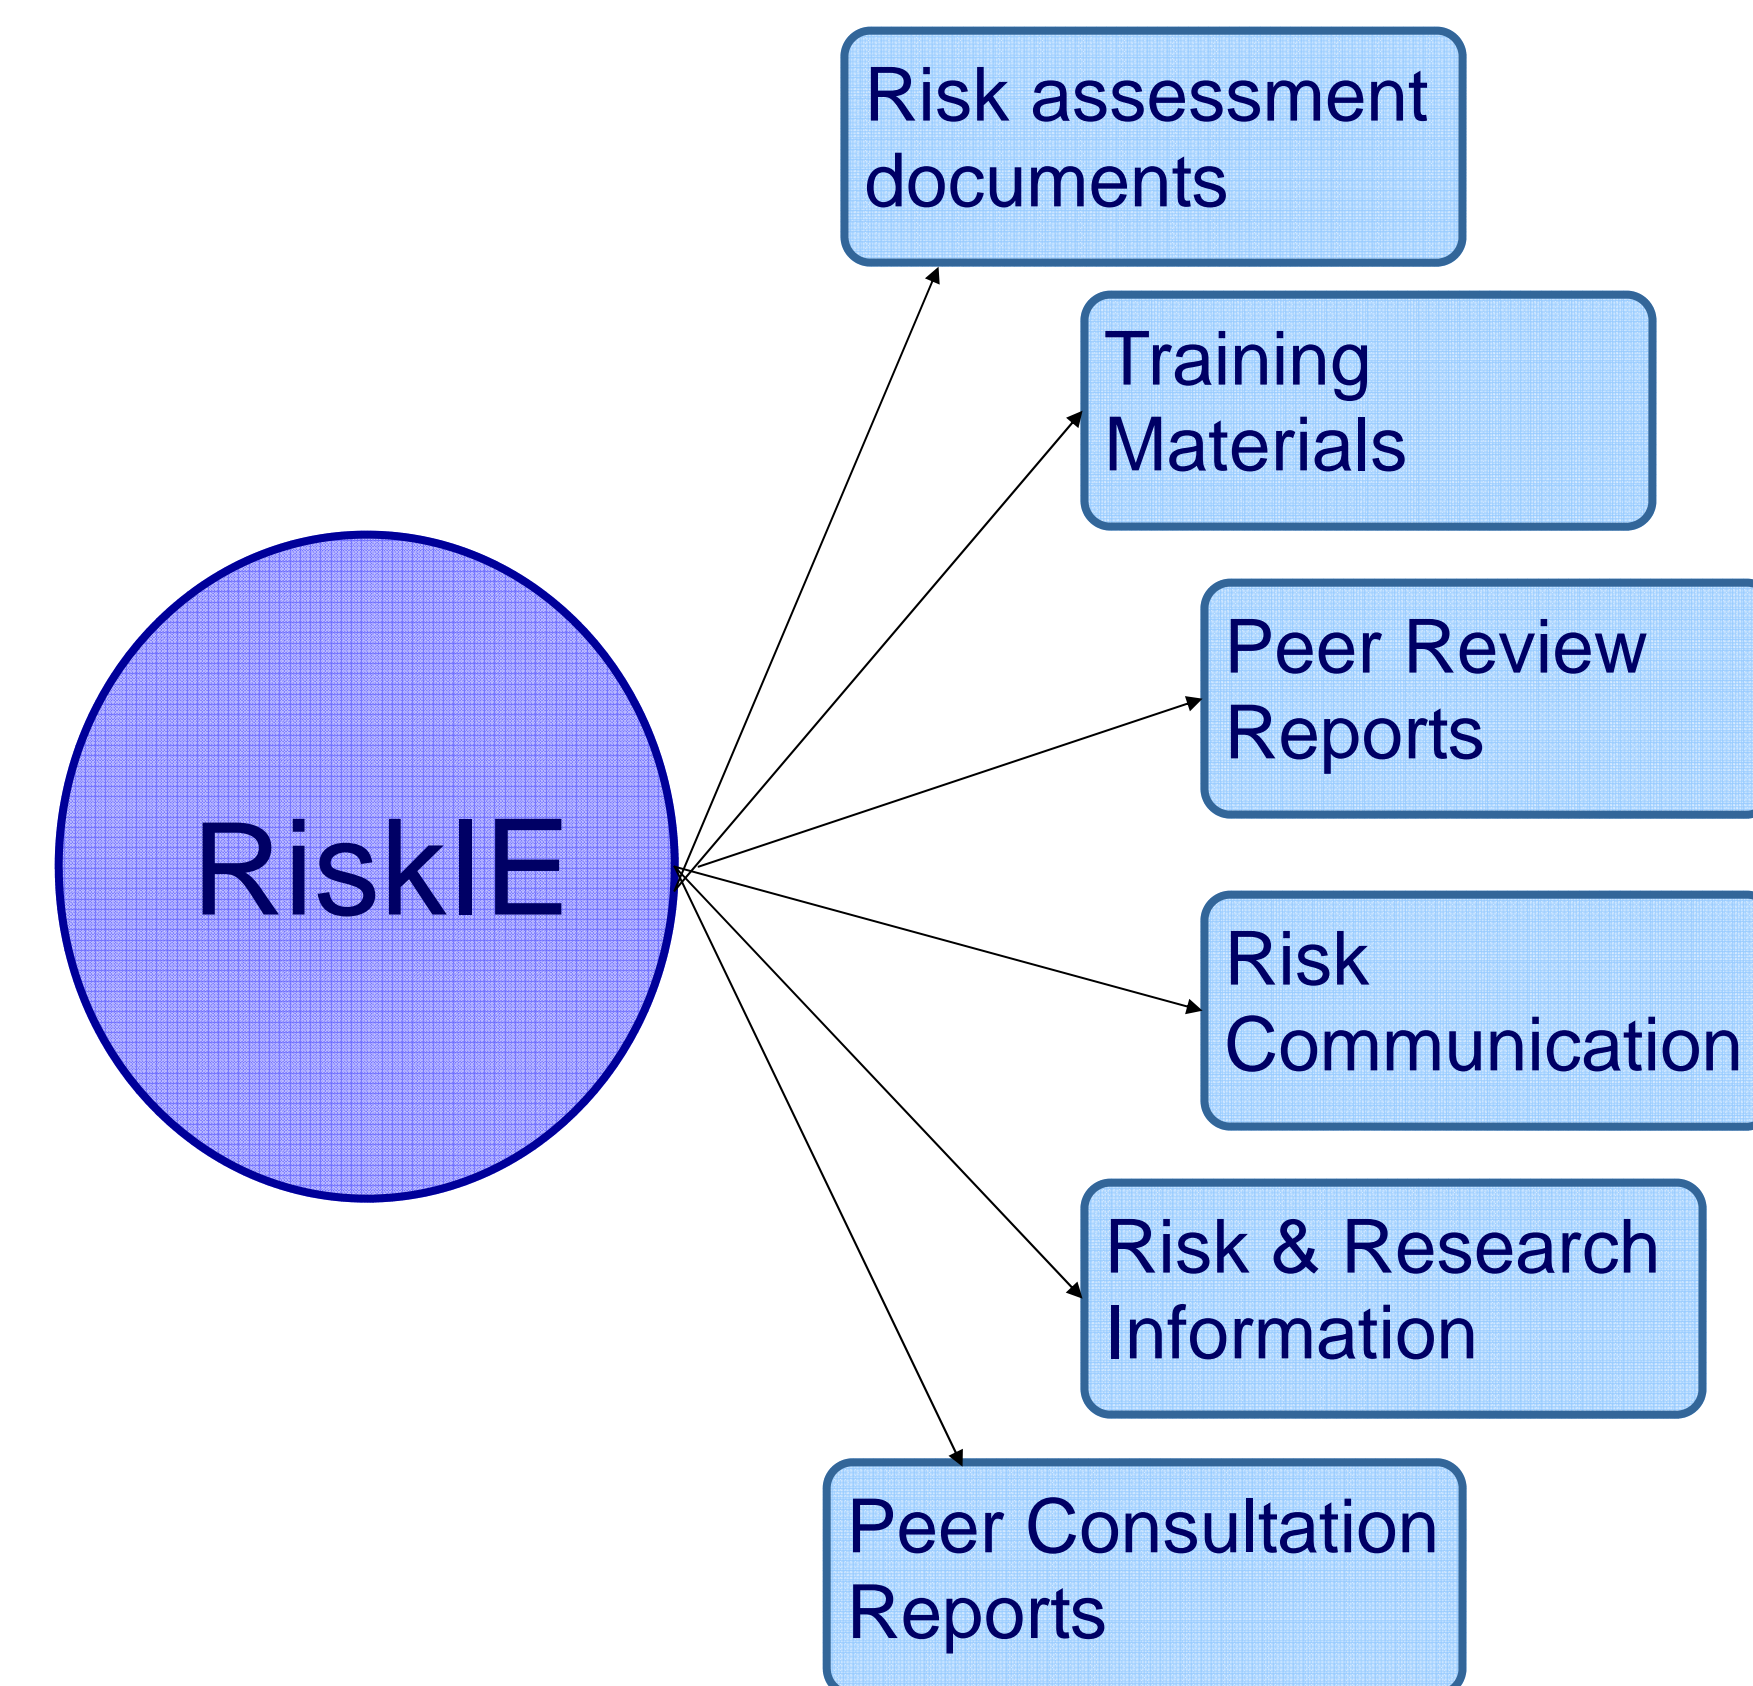 Risk assessment
documents
Training
Materials
Peer Review
Reports
RiskIE
Risk
Communication
Risk & Research
Information
Peer Consultation
Reports